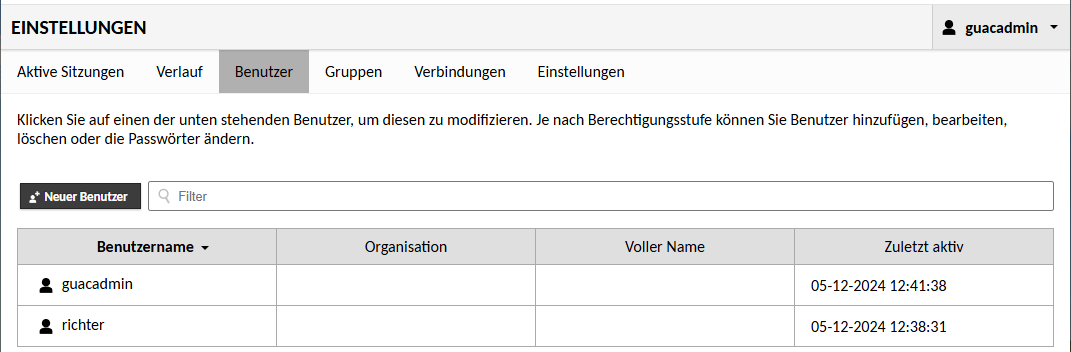 EINSTELLUNGEN
guacadmin
Aktive Sitzungen Verlauf Benutzer Gruppen Verbindungen Einstellungen
Klicken Sie auf einen der unten stehenden Benutzer, um diesen zu modifizieren. Je nach Berechtigungsstufe können Sie Benutzer hinzufügen, bearbeiten,
löschen oder die Passwörter ändern.
Neuer Benutzer Filter
Benutzername Organisation Voller Name Zuletzt aktiv
guacadmin 05-12-2024 12:41:38
richter 05-12-2024 12:38:31